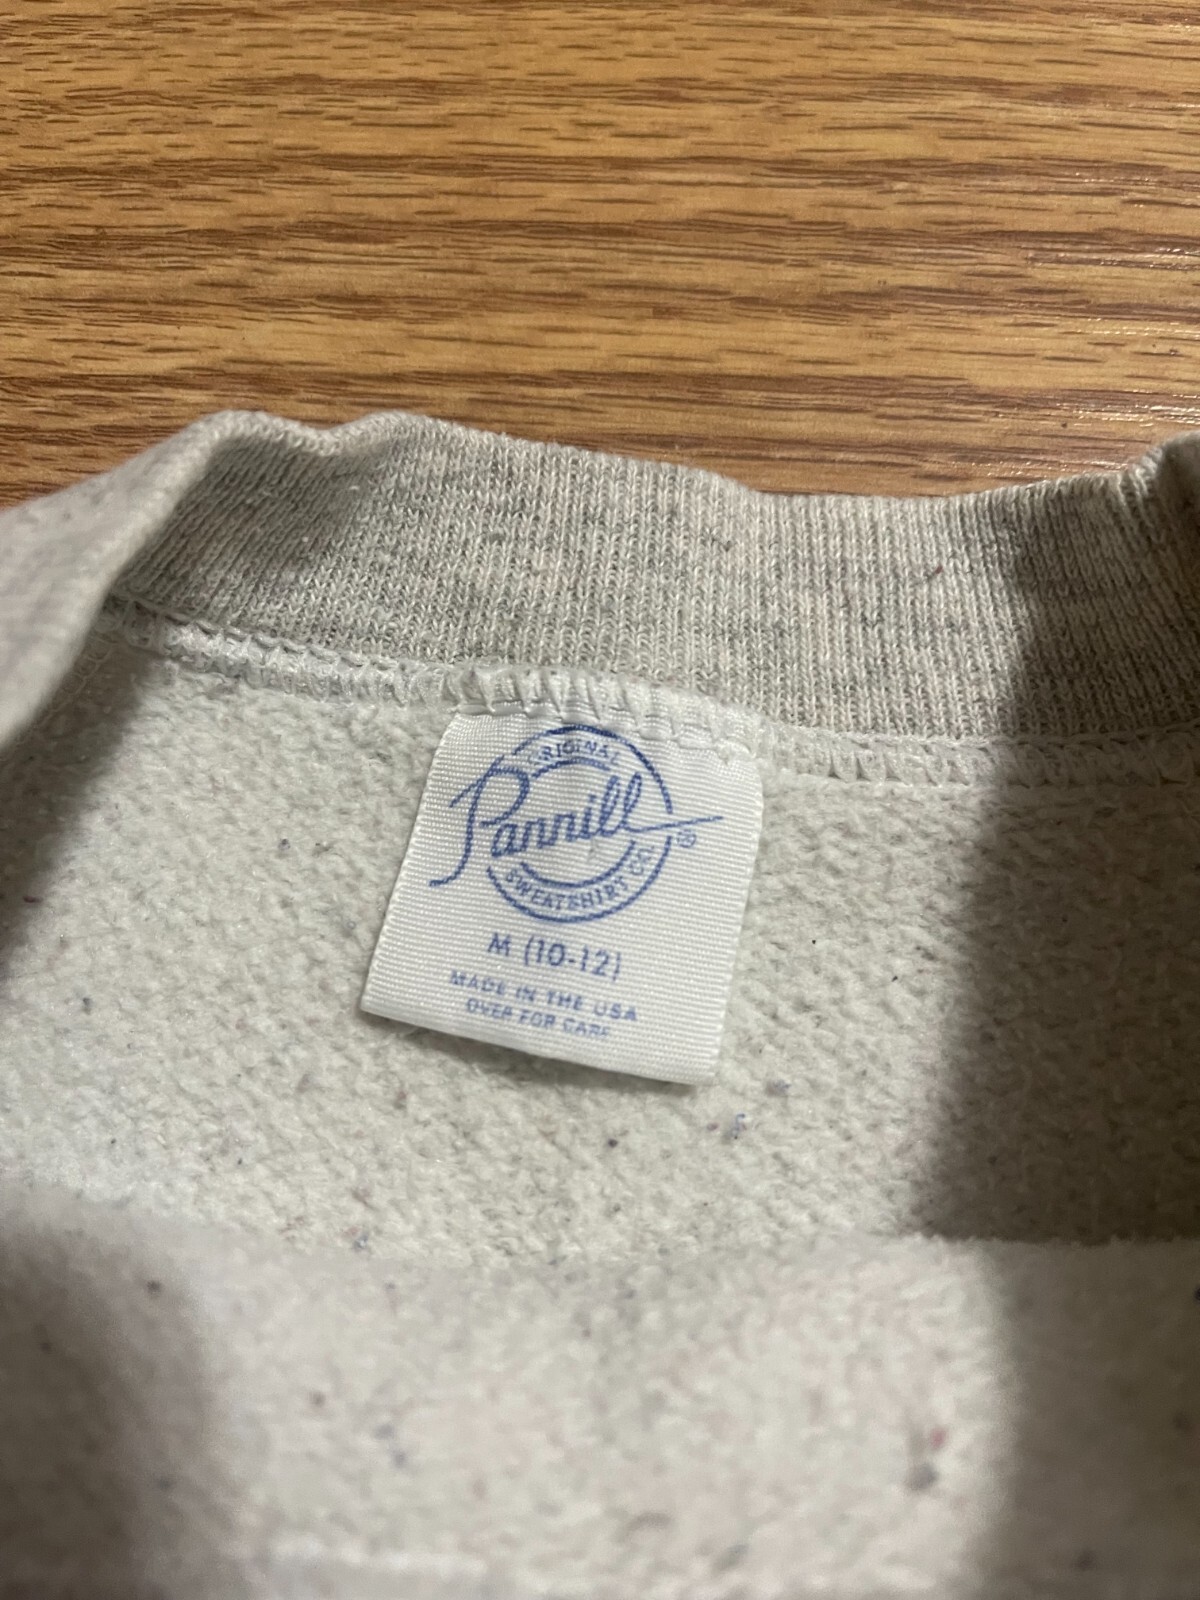 ORIGINAL
Pannill ®
SWEATSHIRT CO.
M (10-12)
MADE IN THE USA
OVER FOR CARE